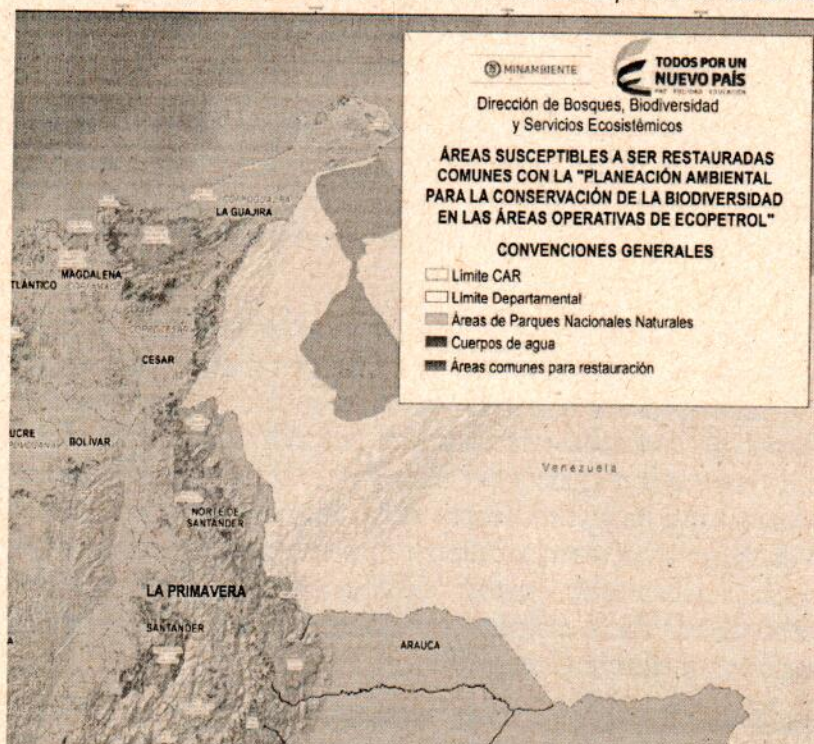 MINAMBIENTE
TODOS POR UN
NUEVO PAÍS
PAZ EQUIDAD EDUCACIÓN
Dirección de Bosques, Biodiversidad
y Servicios Ecosistémicos
ÁREAS SUSCEPTIBLES A SER RESTAURADAS
COMUNES CON LA "PLANEACIÓN AMBIENTAL
PARA LA CONSERVACIÓN DE LA BIODIVERSIDAD
EN LAS ÁREAS OPERATIVAS DE ECOPETROL"
CONVENCIONES GENERALES
Límite CAR
Límite Departamental
Áreas de Parques Nacionales Naturales
Cuerpos de agua
Áreas comunes para restauración
LA GUAJIRA
MAGDALENA
TLÁNTICO
CESAR
UCRE
BOLÍVAR
Venezuela
NORTE DE
SANTANDER
LA PRIMAVERA
SANTANDER
A
ARAUCA